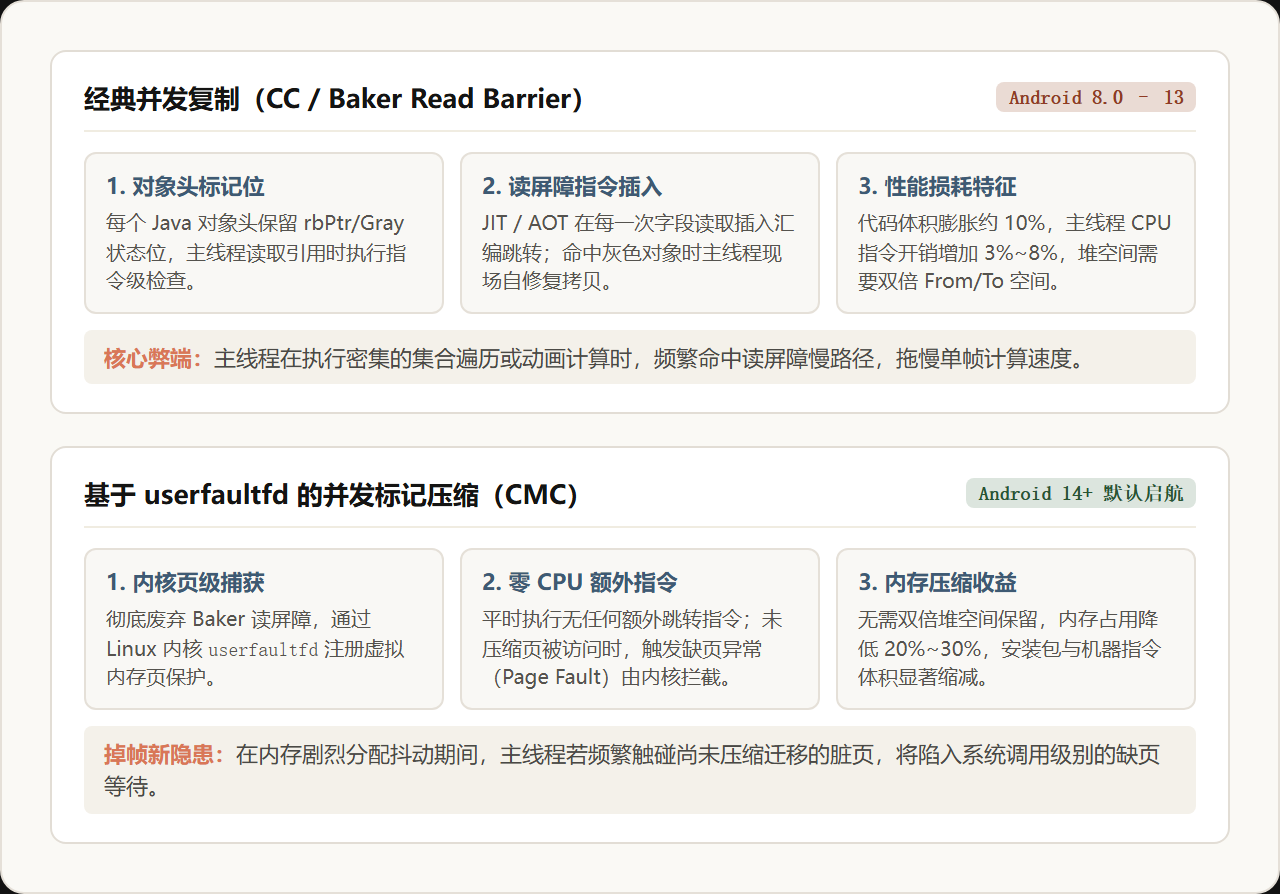 经典并发复制（CC / Baker Read Barrier）
Android 8.0 – 13
1. 对象头标记位
每个 Java 对象头保留 rbPtr/Gray
状态位，主线程读取引用时执行指
令级检查。
2. 读屏障指令插入
JIT / AOT 在每一次字段读取插入汇
编跳转；命中灰色对象时主线程现
场自修复拷贝。
3. 性能损耗特征
代码体积膨胀约 10%，主线程 CPU
指令开销增加 3%~8%，堆空间需
要双倍 From/To 空间。
核心弊端：主线程在执行密集的集合遍历或动画计算时，频繁命中读屏障慢路径，拖慢单帧计算速度。
基于 userfaultfd 的并发标记压缩（CMC）
Android 14+ 默认启航
1. 内核页级捕获
彻底废弃 Baker 读屏障，通过
Linux 内核 userfaultfd 注册虚拟
内存页保护。
2. 零 CPU 额外指令
平时执行无任何额外跳转指令；未
压缩页被访问时，触发缺页异常
（Page Fault）由内核拦截。
3. 内存压缩收益
无需双倍堆空间保留，内存占用降
低 20%~30%，安装包与机器指令
体积显著缩减。
掉帧新隐患：在内存剧烈分配抖动期间，主线程若频繁触碰尚未压缩迁移的脏页，将陷入系统调用级别的缺页
等待。